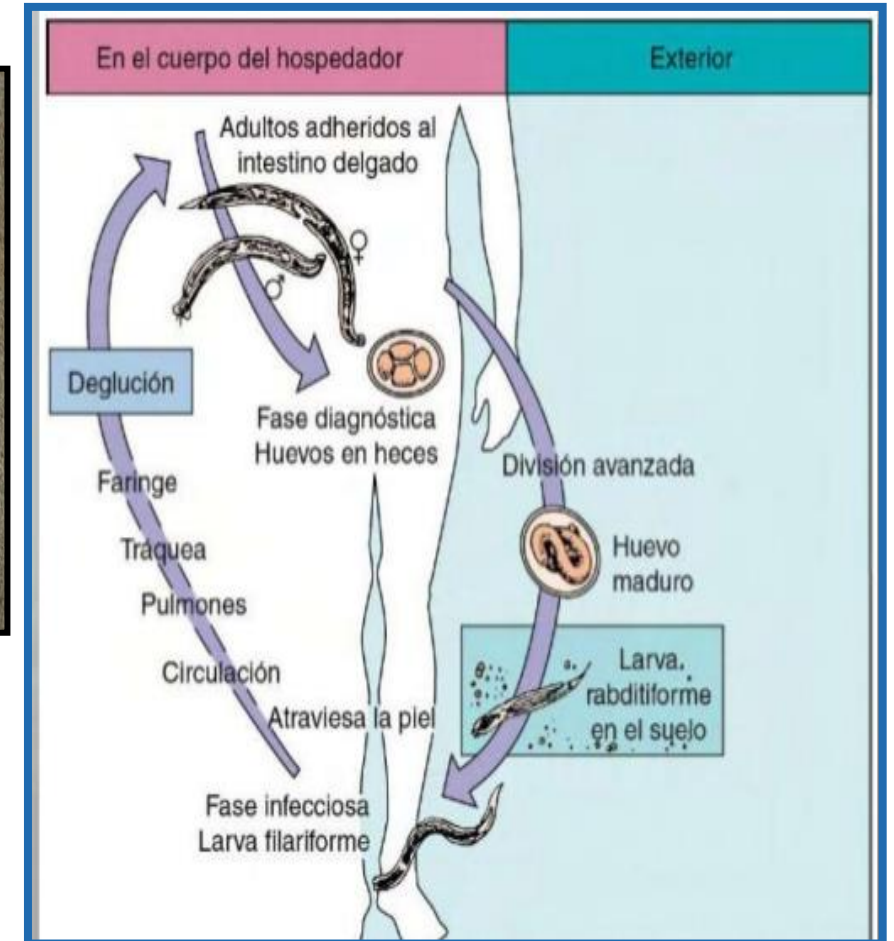 En el cuerpo del hospedador
Exterior
Adultos adheridos al
intestino delgado
♀
♂
Deglución
Fase diagnóstica
Huevos en heces
División avanzada
Faringe
Tráquea
Huevo
maduro
Pulmones
Circulación
Larva
rabditiforme
en el suelo
Atraviesa la piel
Fase infecciosa
Larva filariforme